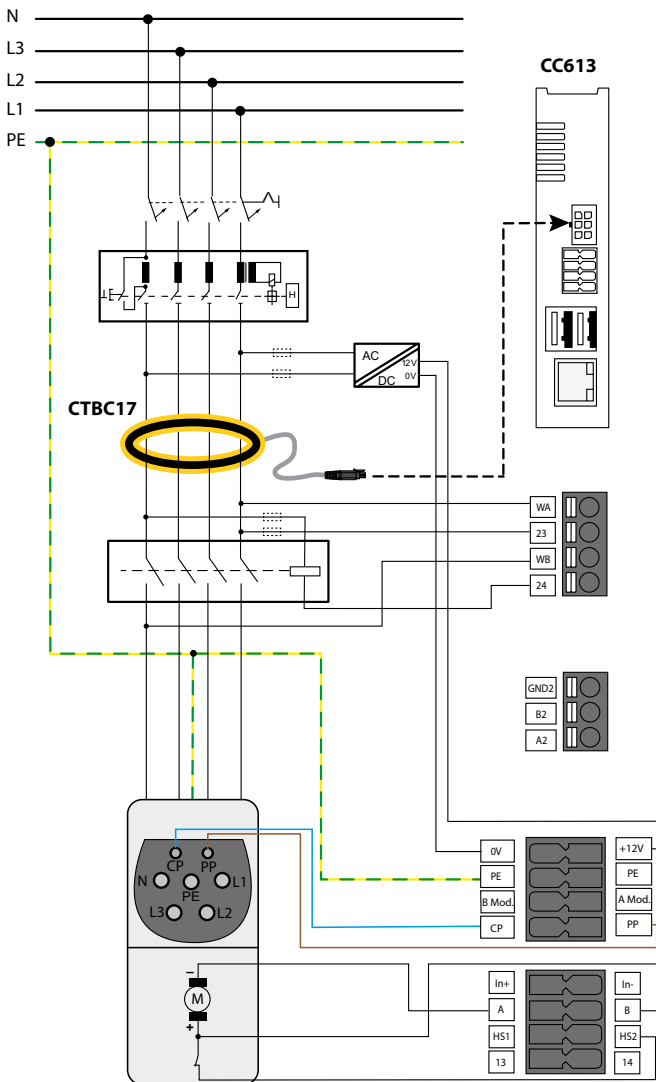 N
L3
L2
L1
PE
CC613
H
AC
DC
12V
0V
CTBC17
WA
23
WB
24
GND2
B2
A2
CP
PP
N
L1
PE
L3
L2
0V
PE
B Mod.
CP
+12V
PE
A Mod.
PP
−
M
+
In+
A
HS1
13
In-
B
HS2
14